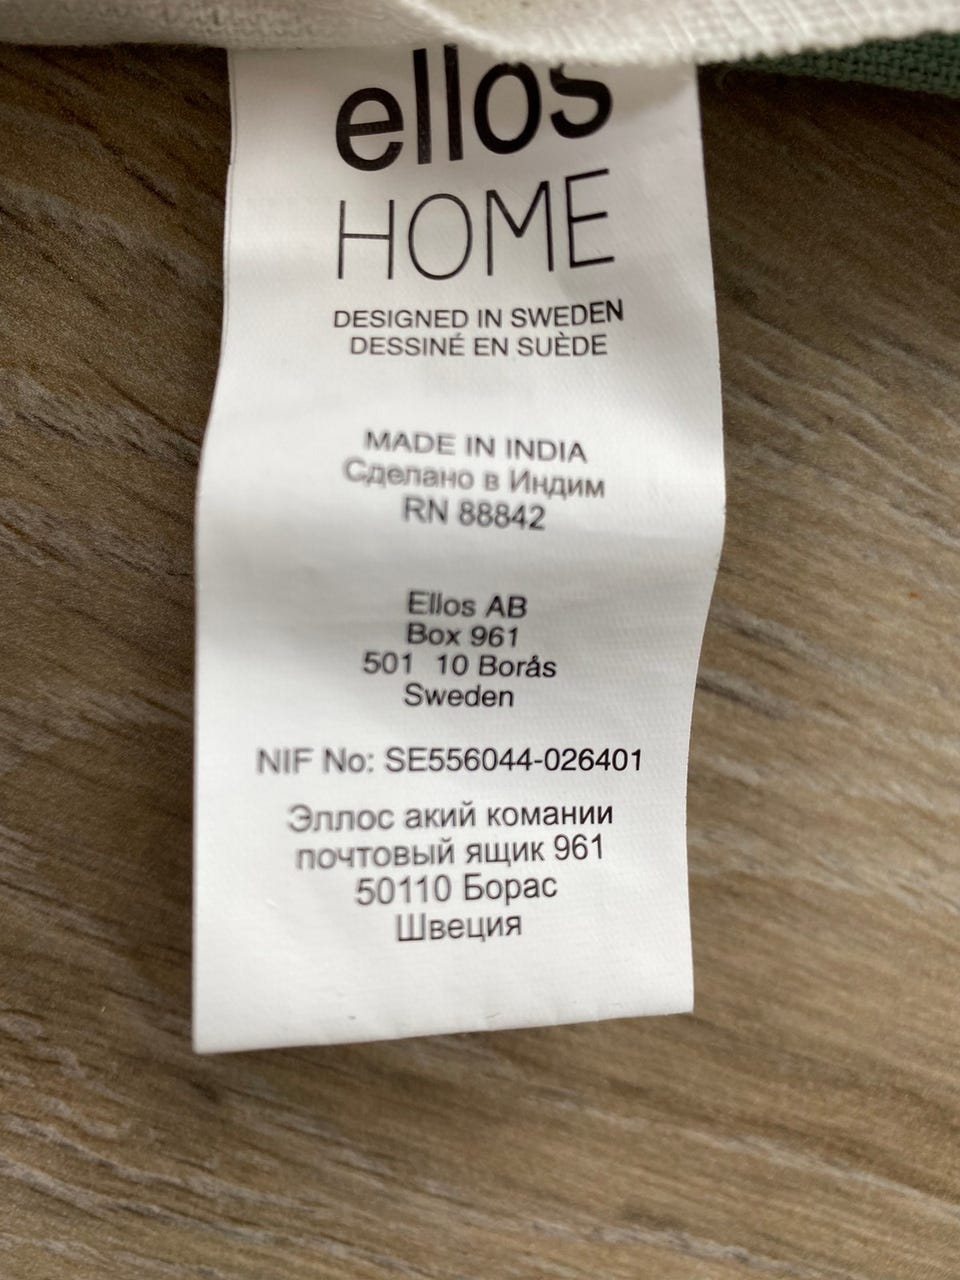 ellos
HOME
DESIGNED IN SWEDEN
DESSINÉ EN SUÈDE
MADE IN INDIA
Сделано в Индим
RN 88842
Ellos AB
Box 961
501 10 Borås
Sweden
NIF No: SE556044-026401
Эллос акий комании
почтовый ящик 961
50110 Борас
Швеция